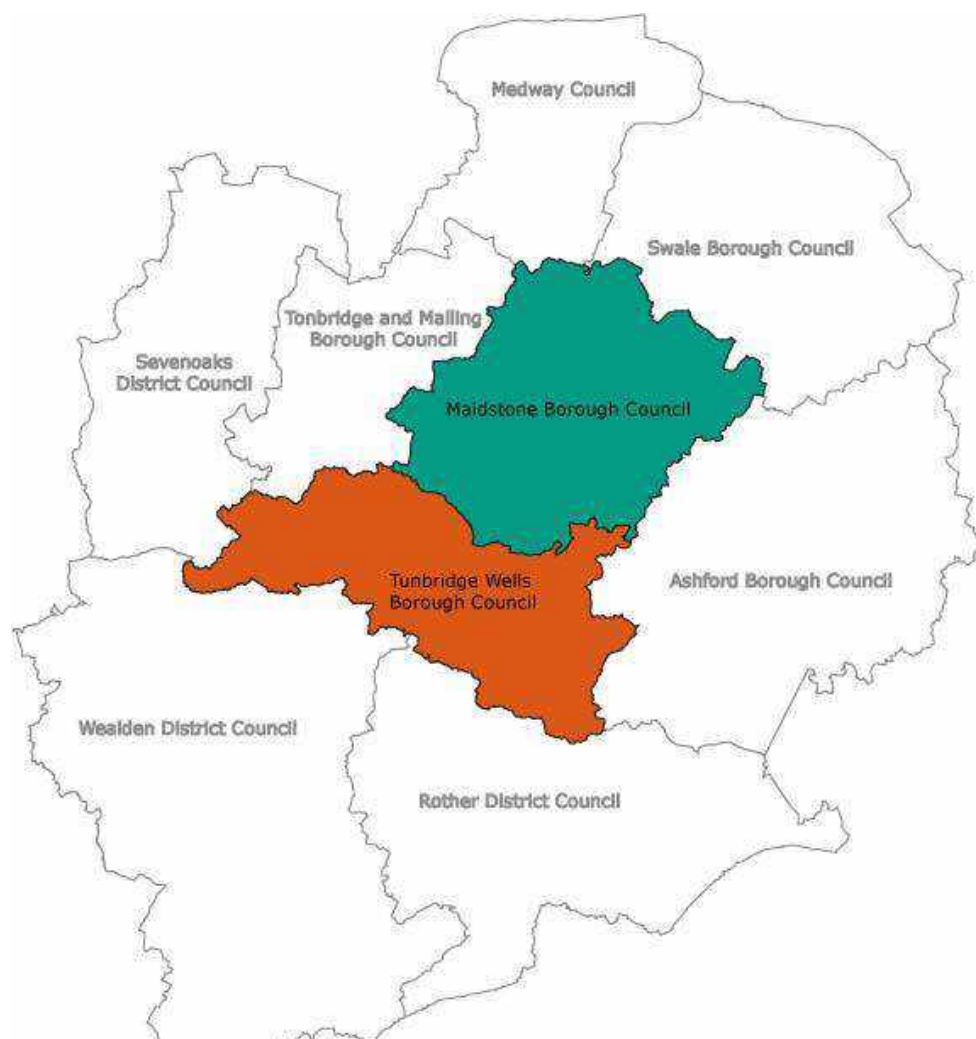 Medway Council
Swale Borough Council
Tonbridge and Malling
Borough Council
Sevenoaks
District Council
Maidstone Borough Council
Tunbridge Wells
Borough Council
Ashford Borough Council
Wealden District Council
Rother District Council